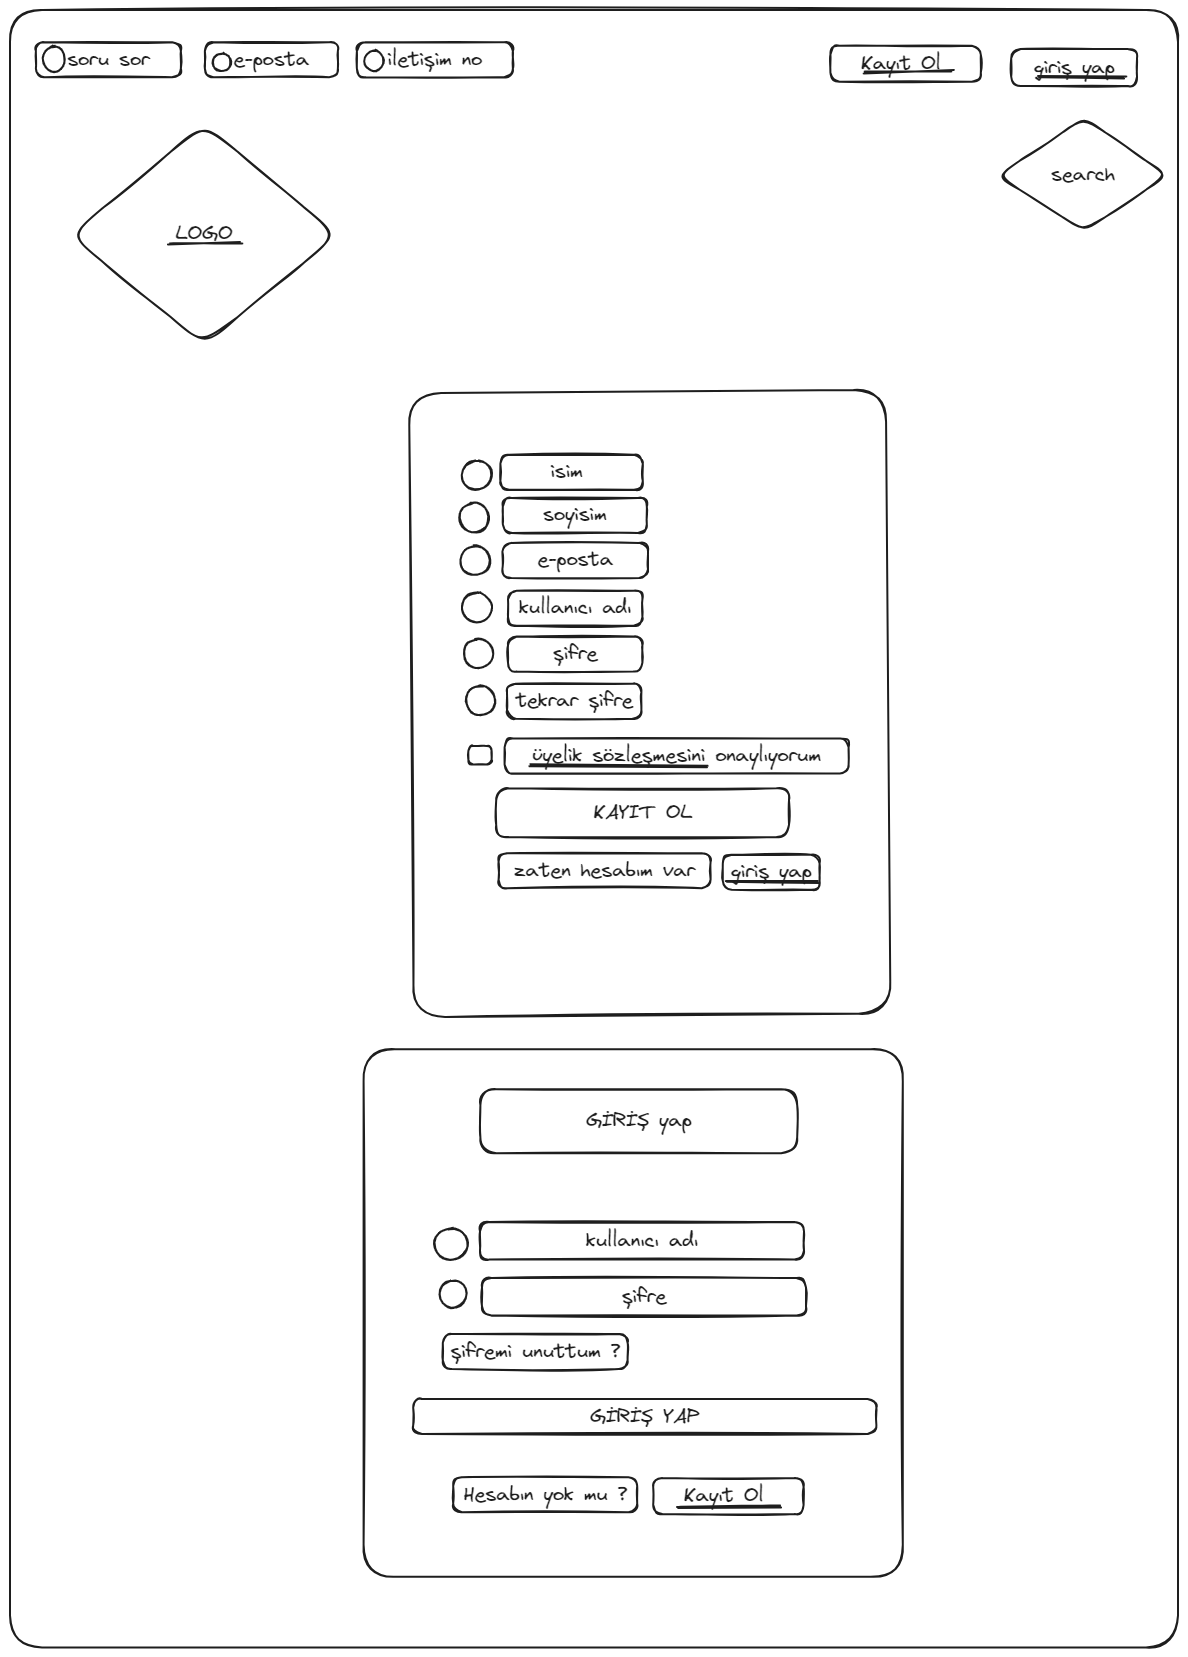 soru sor
e-posta
iletişim no
Kayıt Ol
giriş yap
search
LOGO
isim
soyisim
e-posta
kullanıcı adı
şifre
tekrar şifre
üyelik sözleşmesini onaylıyorum
KAYIT OL
zaten hesabım var
giriş yap
GİRİŞ yap
kullanıcı adı
şifre
şifremi unuttum ?
GİRİŞ YAP
Hesabın yok mu ?
Kayıt Ol